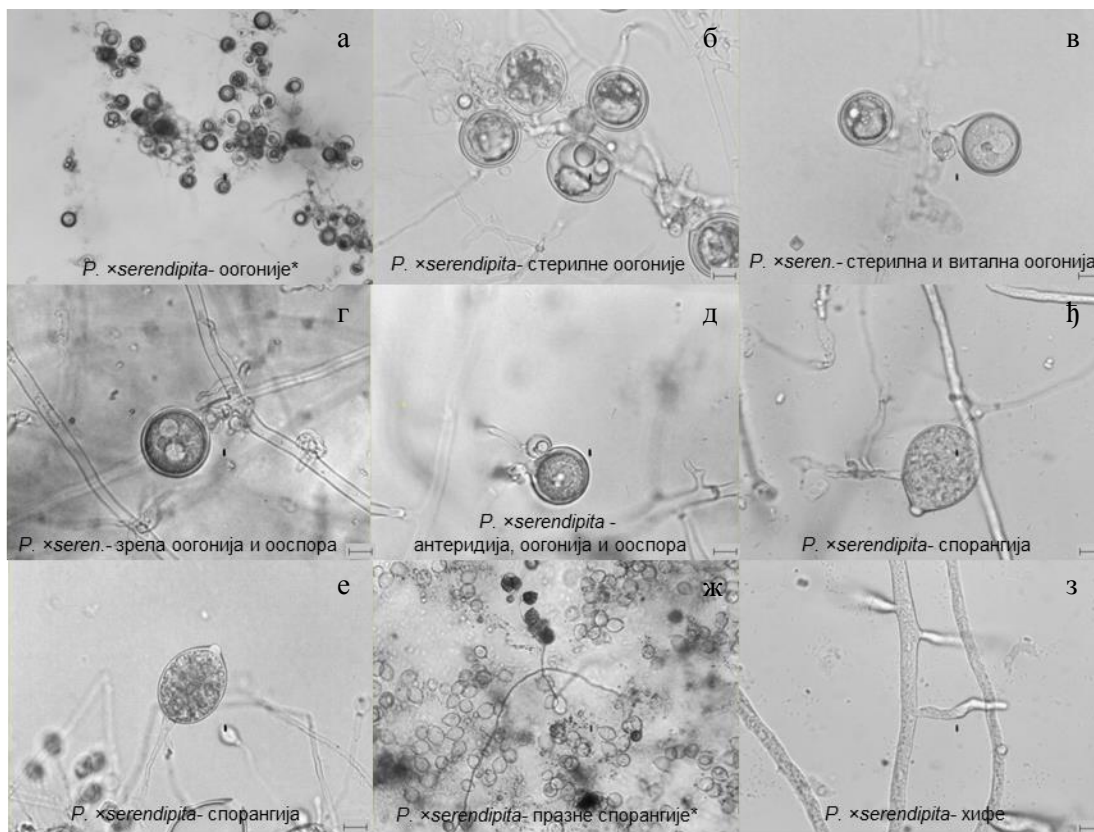 а
P. ×serendipita- оогоније*
б
P. ×serendipita- стерилне оогоније
в
P. ×seren.- стерилна и витална оогонија
г
P. ×seren.- зрела оогонија и ооспора
д
P. ×serendipita -
антеридија, оогонија и ооспора
ђ
P. ×serendipita- спорангија
е
P. ×serendipita- спорангија
ж
P. ×serendipita- празне спорангије*
з
P. ×serendipita- хифе